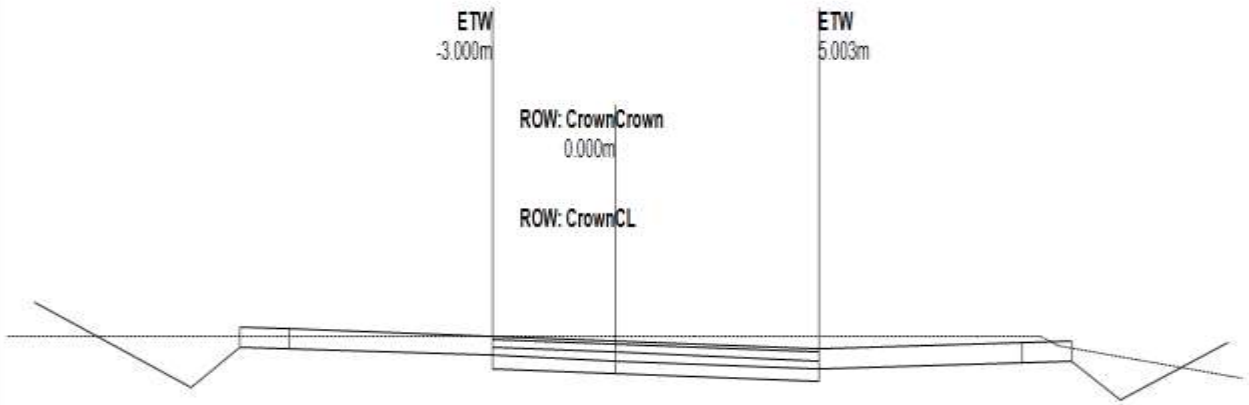 ETW
-3.000m
ETW
5.003m
ROW: CrownCrown
0.000m
ROW: CrownCL